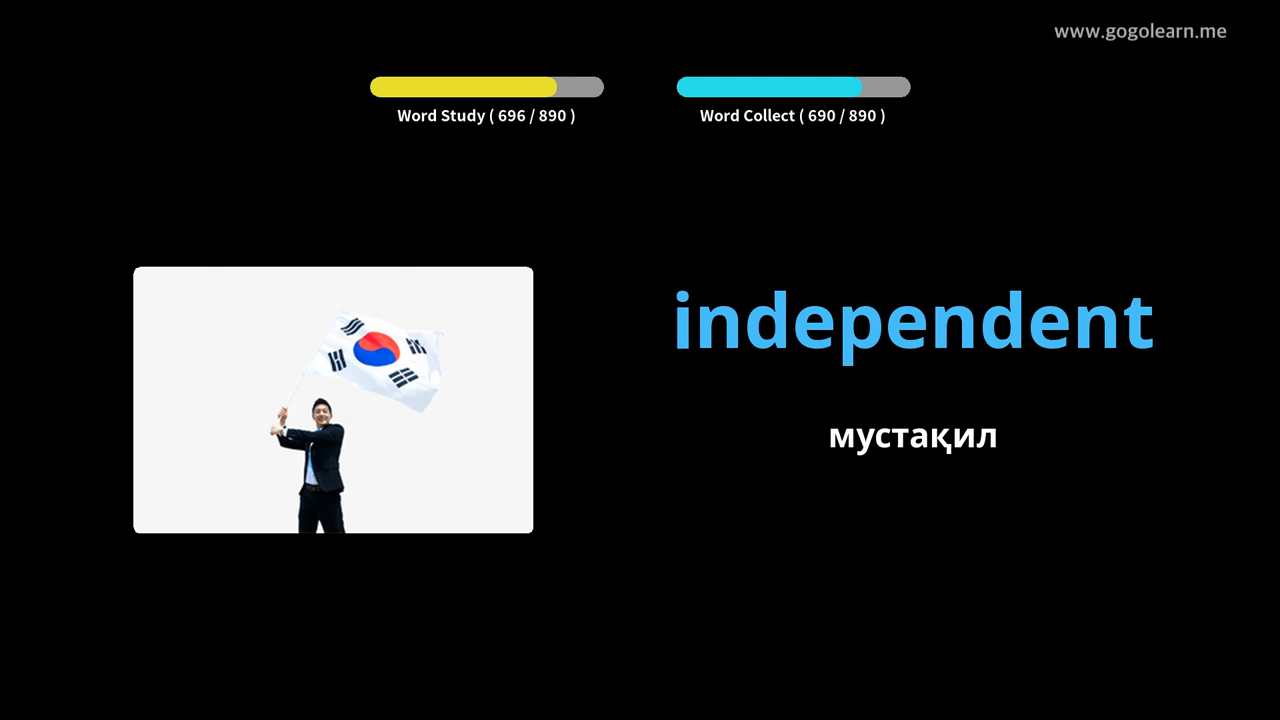 www.gogolearn.me
Word Study ( 696 / 890 )
Word Collect ( 690 / 890 )
independent
мустақил